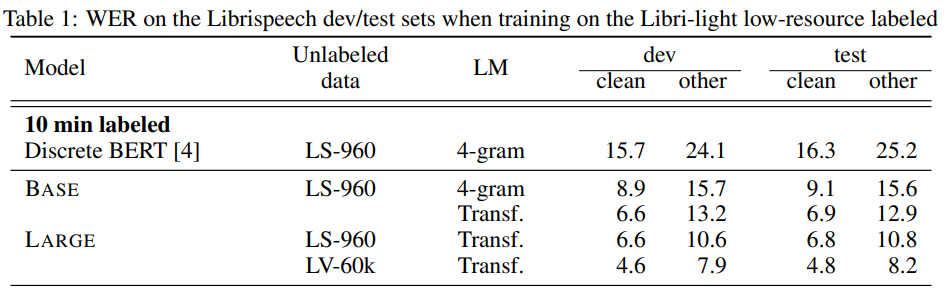 Table 1: WER on the Librispeech dev/test sets when training on the Libri-light low-resource labeled
Model Unlabeled data LM dev test
clean other clean other
10 min labeled
Discrete BERT [4] LS-960 4-gram 15.7 24.1 16.3 25.2
BASE LS-960 4-gram 8.9 15.7 9.1 15.6
Transf. 6.6 13.2 6.9 12.9
LARGE LS-960 Transf. 6.6 10.6 6.8 10.8
LV-60k Transf. 4.6 7.9 4.8 8.2